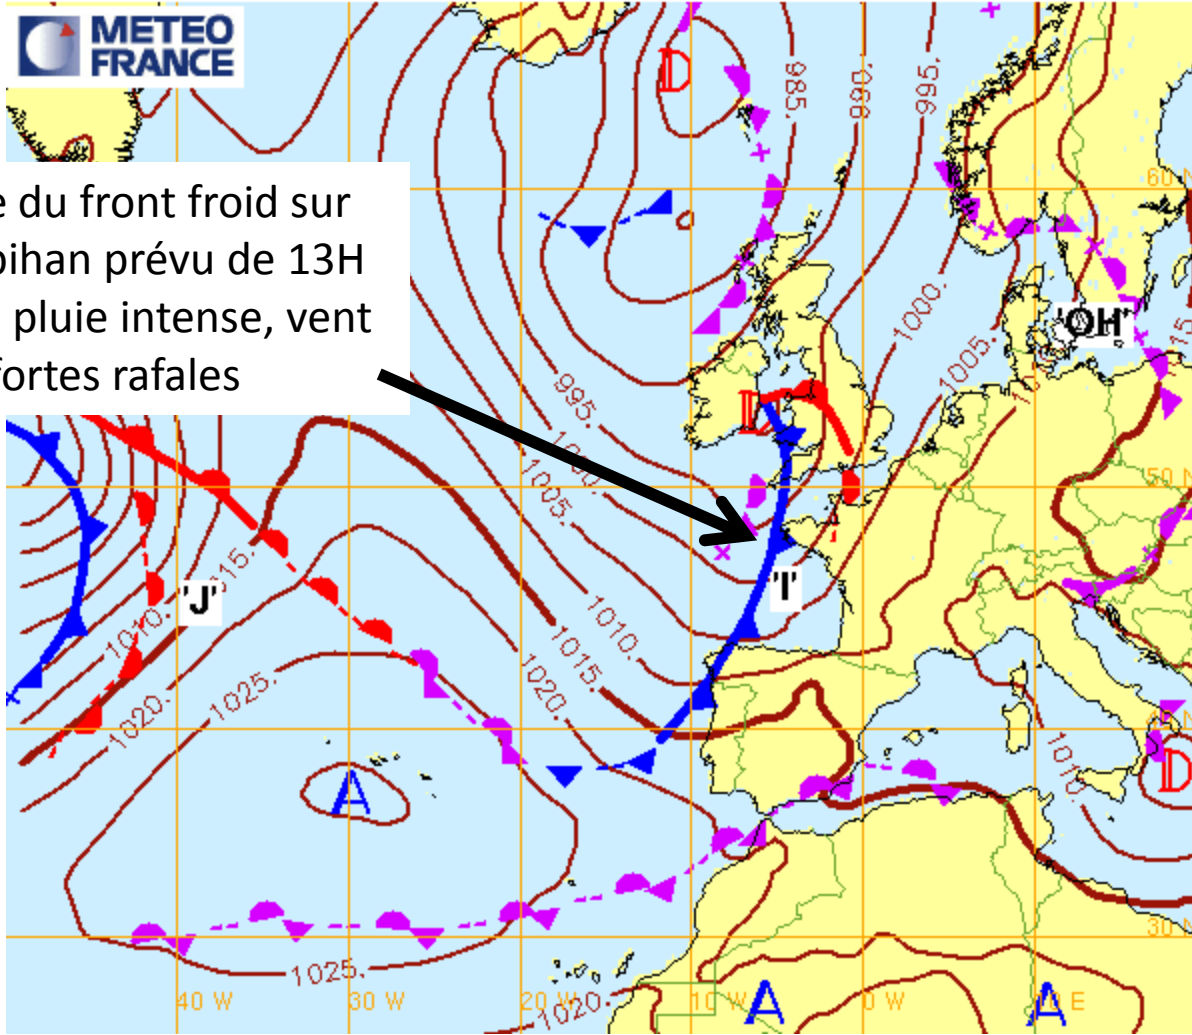 METEO
FRANCE
e du front froid sur
bihan prévu de 13H
pluie intense, vent
fortes rafales
D
985.
990
995.
60 N
'OH'
1000.
1005.
15.
995.
D
1000.
1005.
50 N
'I'
'J'
1015.
1010.
1010.
1015.
1020.
1020.
1025.
40 N
1010.
D
A
30 N
1025.
1020.
40 W
30 W
20 W
10 W
0 W
E
A
A